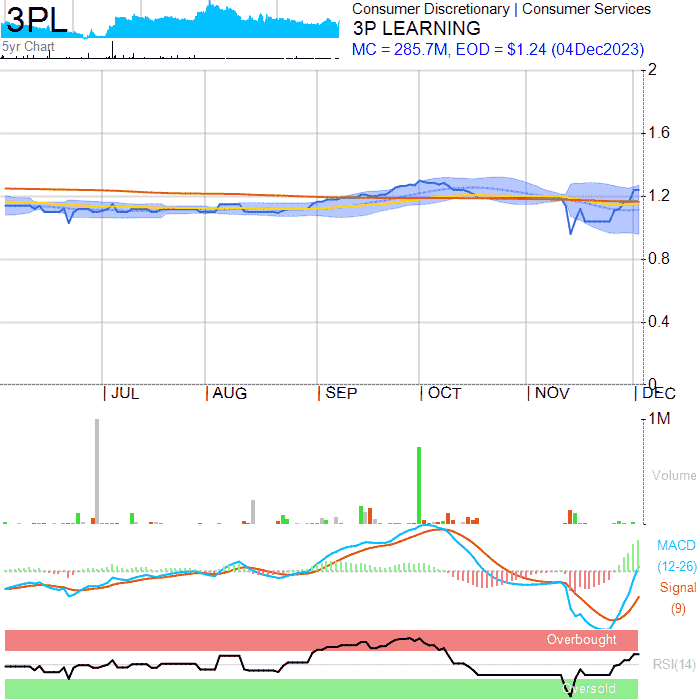 3PL
5yr Chart
Consumer Discretionary | Consumer Services
3P LEARNING
MC = 285.7M, EOD = $1.24 (04Dec2023)
2
1.6
1.2
0.8
0.4
0
JUL AUG SEP OCT NOV DEC
1M
Volume
MACD
(12-26)
Signal
(9)
Overbought
RSI(14)
Oversold